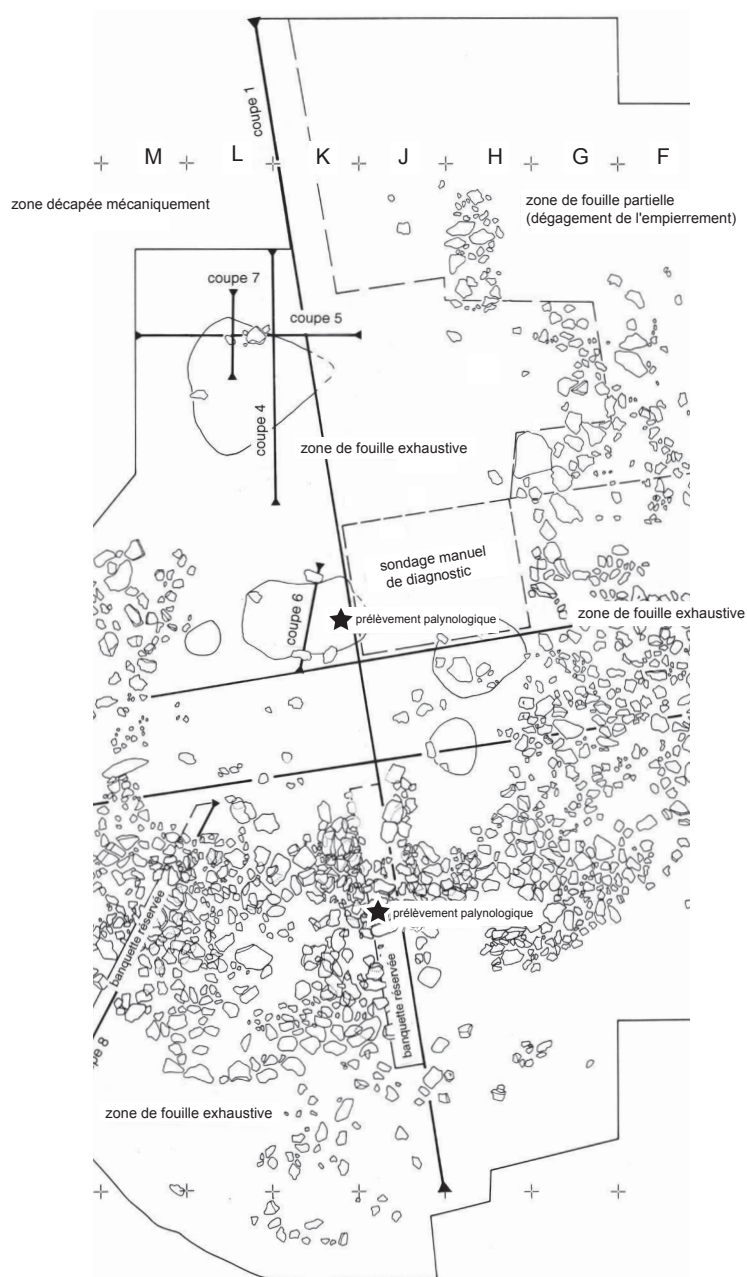 coupe 1
M L K J H G F
zone décapée mécaniquement
zone de fouille partielle
(dégagement de l'empierrement)
coupe 7
coupe 5
coupe 4
zone de fouille exhaustive
sondage manuel
de diagnostic
coupe 6
prélèvement palynologique
zone de fouille exhaustive
prélèvement palynologique
banquette réservée
banquette réservée
pe 8
zone de fouille exhaustive